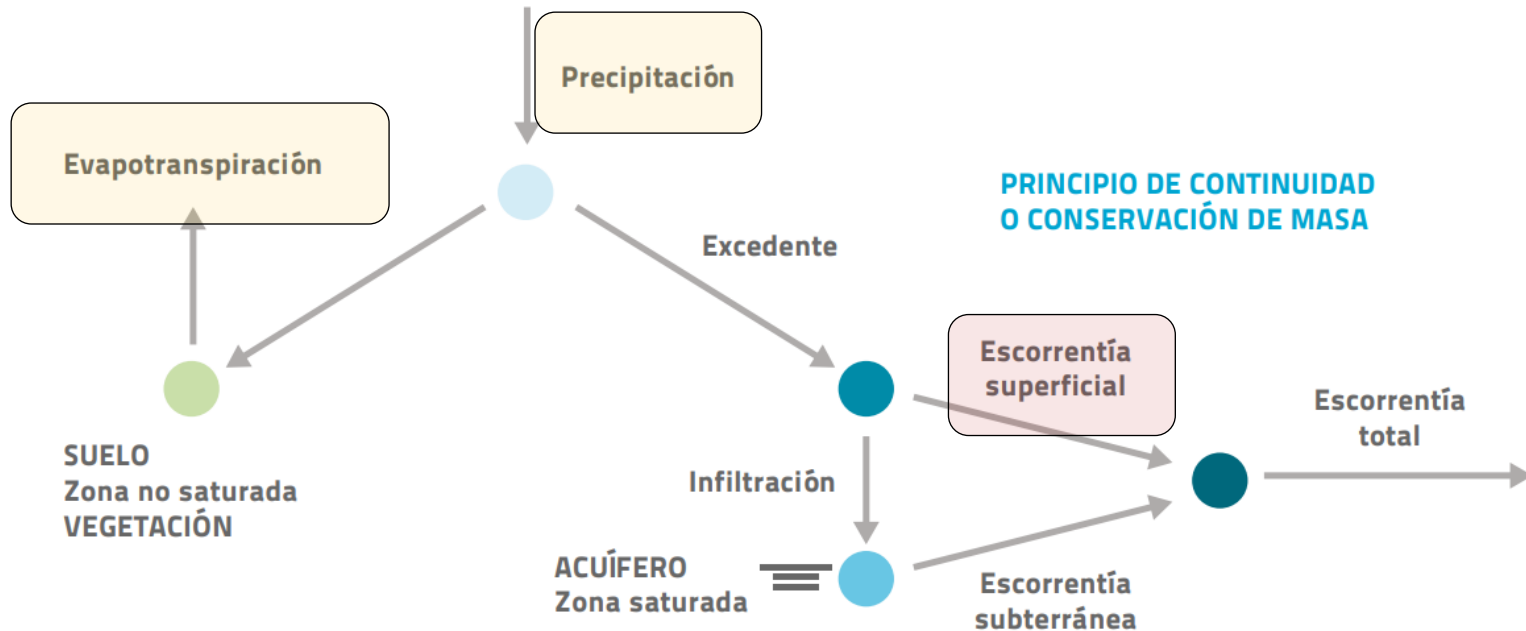 Precipitación
Evapotranspiración
PRINCIPIO DE CONTINUIDAD
O CONSERVACIÓN DE MASA
Excedente
Escorrentía
superficial
Escorrentía
total
SUELO
Zona no saturada
VEGETACIÓN
Infiltración
ACUÍFERO
Zona saturada
Escorrentía
subterránea